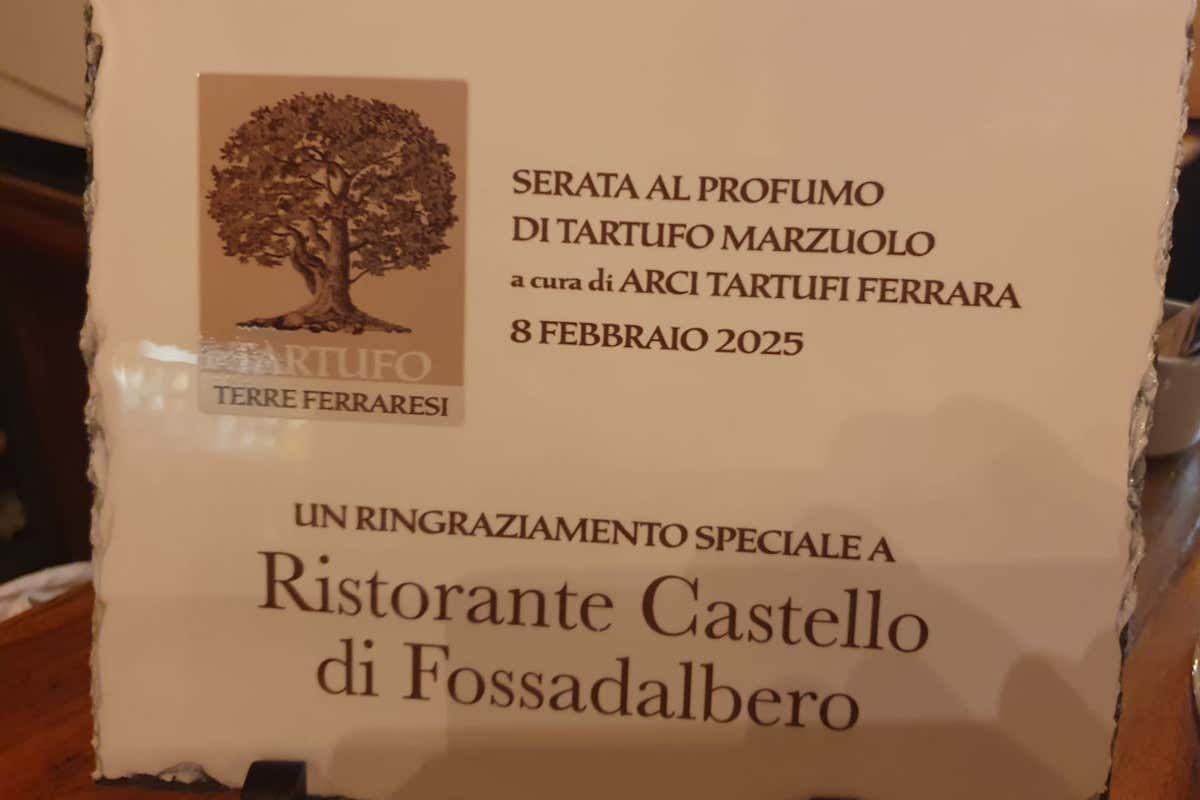 TARTUFO
TERRE FERRARESI
SERATA AL PROFUMO
DI TARTUFO MARZUOLO
a cura di ARCI TARTUFI FERRARA
8 FEBBRAIO 2025
UN RINGRAZIAMENTO SPECIALE A
Ristorante Castello
di Fossadalbero